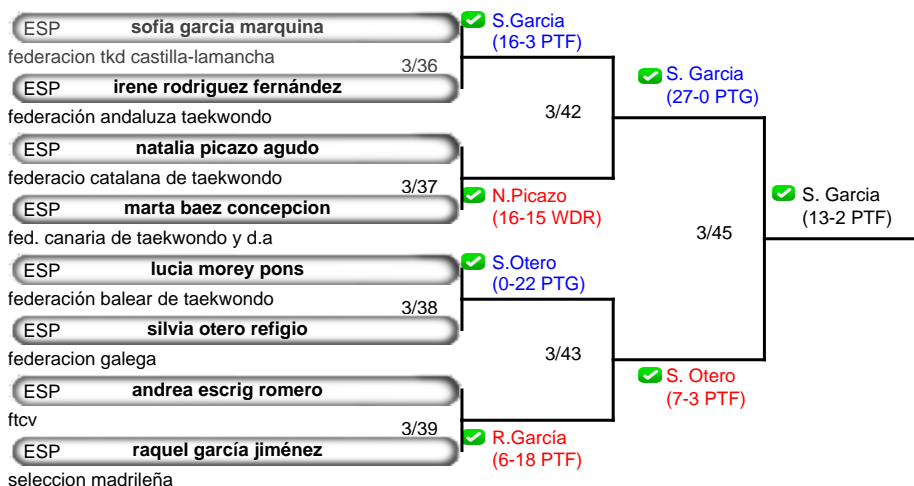 ESP sofia garcia marquina
federacion tkd castilla-lamancha
3/36
ESP irene rodriguez fernández
federación andaluza taekwondo
ESP natalia picazo agudo
federacio catalana de taekwondo
3/37
ESP marta baez concepcion
fed. canaria de taekwondo y d.a
ESP lucia morey pons
federación balear de taekwondo
3/38
ESP silvia otero refigio
federacion galega
ESP andrea escrig romero
ftcv
3/39
ESP raquel garcía jiménez
seleccion madrileña
S.Garcia
(16-3 PTF)
3/42
N.Picazo
(16-15 WDR)
S.Otero
(0-22 PTG)
3/43
R.García
(6-18 PTF)
S. Garcia
(27-0 PTG)
3/45
S. Otero
(7-3 PTF)
S. Garcia
(13-2 PTF)